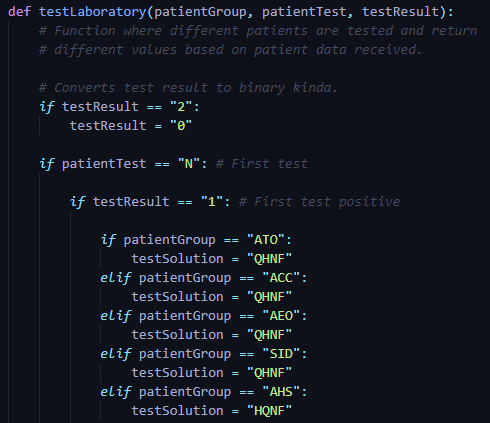 def testLaboratory(patientGroup, patientTest, testResult):
# Function where different patients are tested and return
# different values based on patient data received.
# Converts test result to binary kinda.
if testResult == "2":
testResult = "0"
if patientTest == "N": # First test
if testResult == "1": # First test positive
if patientGroup == "ATO":
testSolution = "QHNF"
elif patientGroup == "ACC":
testSolution = "QHNF"
elif patientGroup == "AEO":
testSolution = "QHNF"
elif patientGroup == "SID":
testSolution = "QHNF"
elif patientGroup == "AHS":
testSolution = "HQNF"